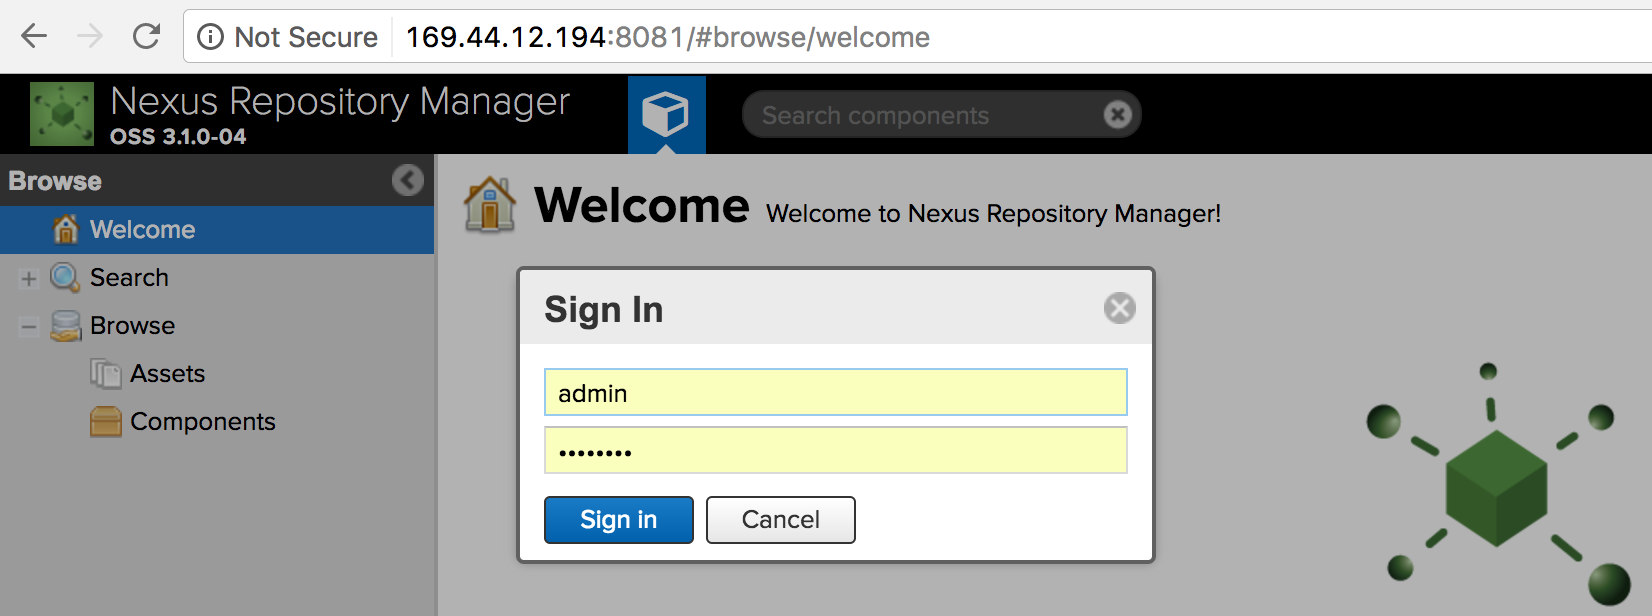 Not Secure 169.44.12.194:8081/#browse/welcome
Nexus Repository Manager
OSS 3.1.0-04
Search components
Browse
Welcome
Search
Browse
Assets
Components
Welcome Welcome to Nexus Repository Manager!
Sign In
admin
••••••••
Sign in Cancel